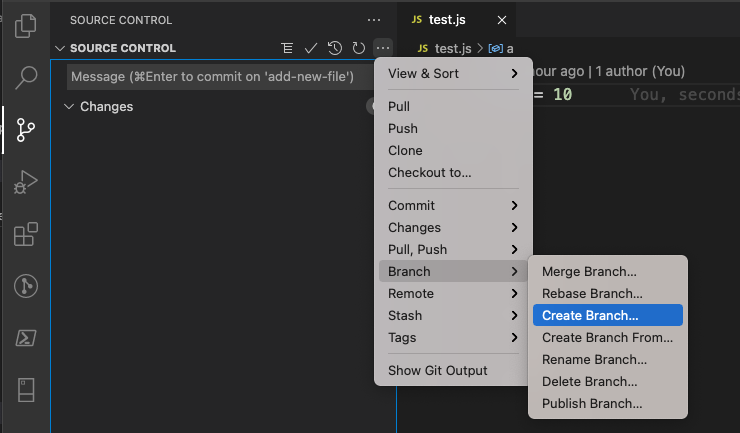 SOURCE CONTROL
JS test.js
SOURCE CONTROL
JS test.js > a
Message (⌘Enter to commit on 'add-new-file')
hour ago | 1 author (You)
Changes
= 10 You, seconds
View & Sort
Pull
Push
Clone
Checkout to...
Commit
Changes
Pull, Push
Branch
Remote
Stash
Tags
Show Git Output
Merge Branch...
Rebase Branch...
Create Branch...
Create Branch From...
Rename Branch...
Delete Branch...
Publish Branch...